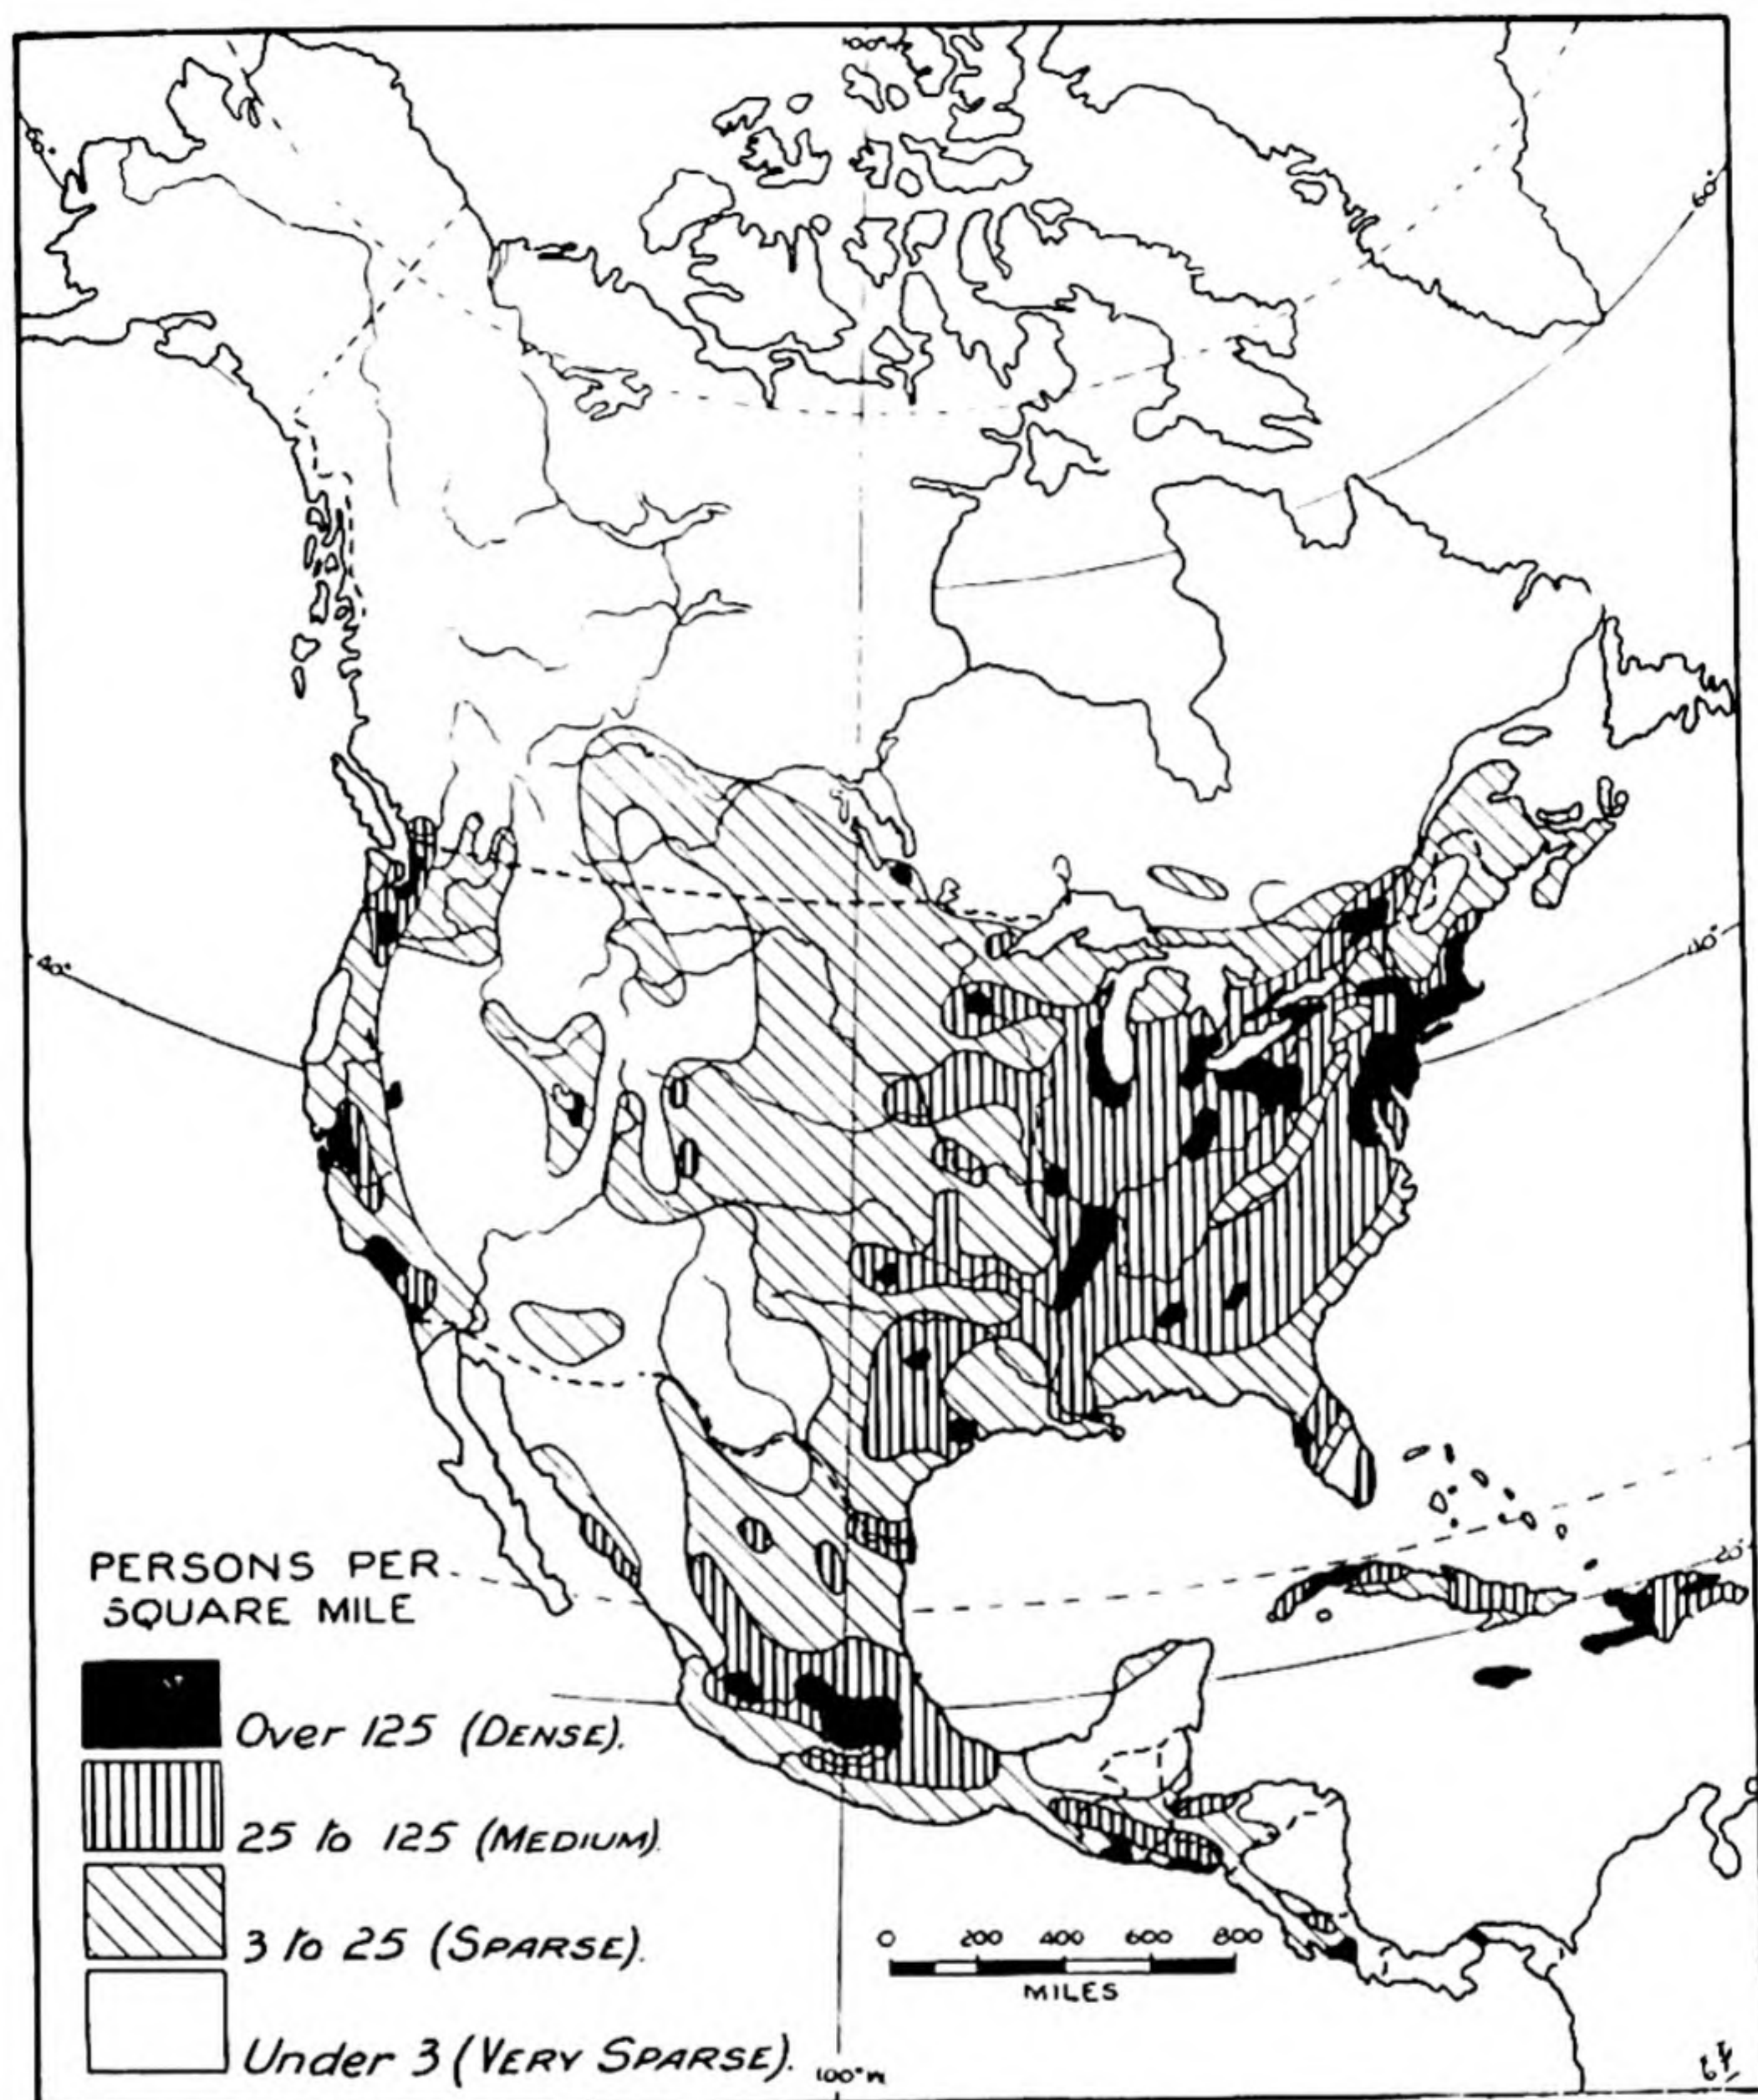 100°
60°
40°
40°
20°
PERSONS PER
SQUARE MILE
Over 125 (DENSE).
25 to 125 (MEDIUM).
3 to 25 (SPARSE).
Under 3 (VERY SPARSE).
0 200 400 600 800
MILES
100°W